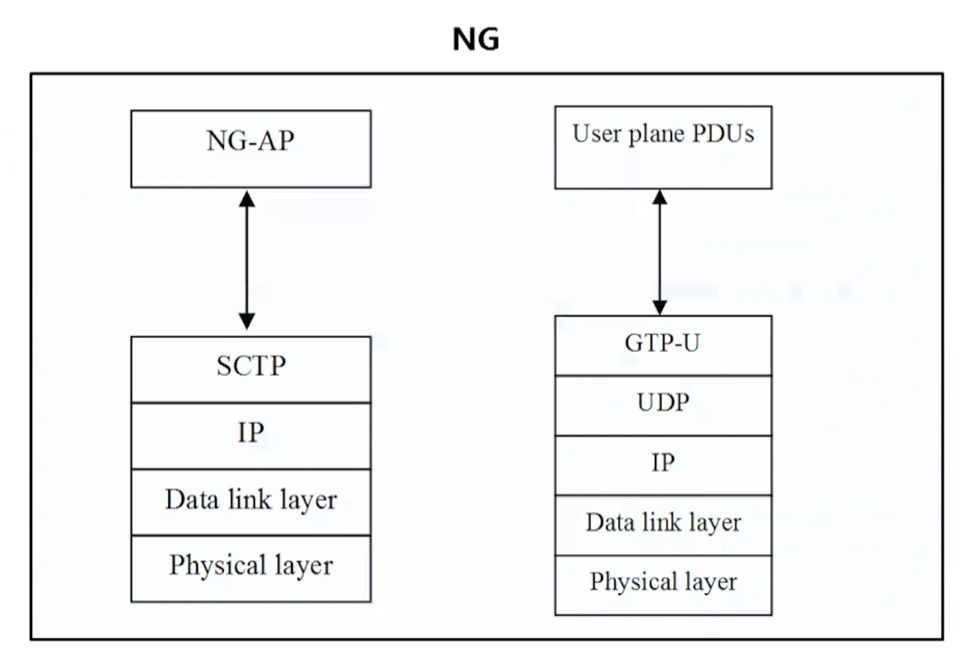 NG
NG-AP
SCTP
IP
Data link layer
Physical layer
User plane PDUs
GTP-U
UDP
IP
Data link layer
Physical layer